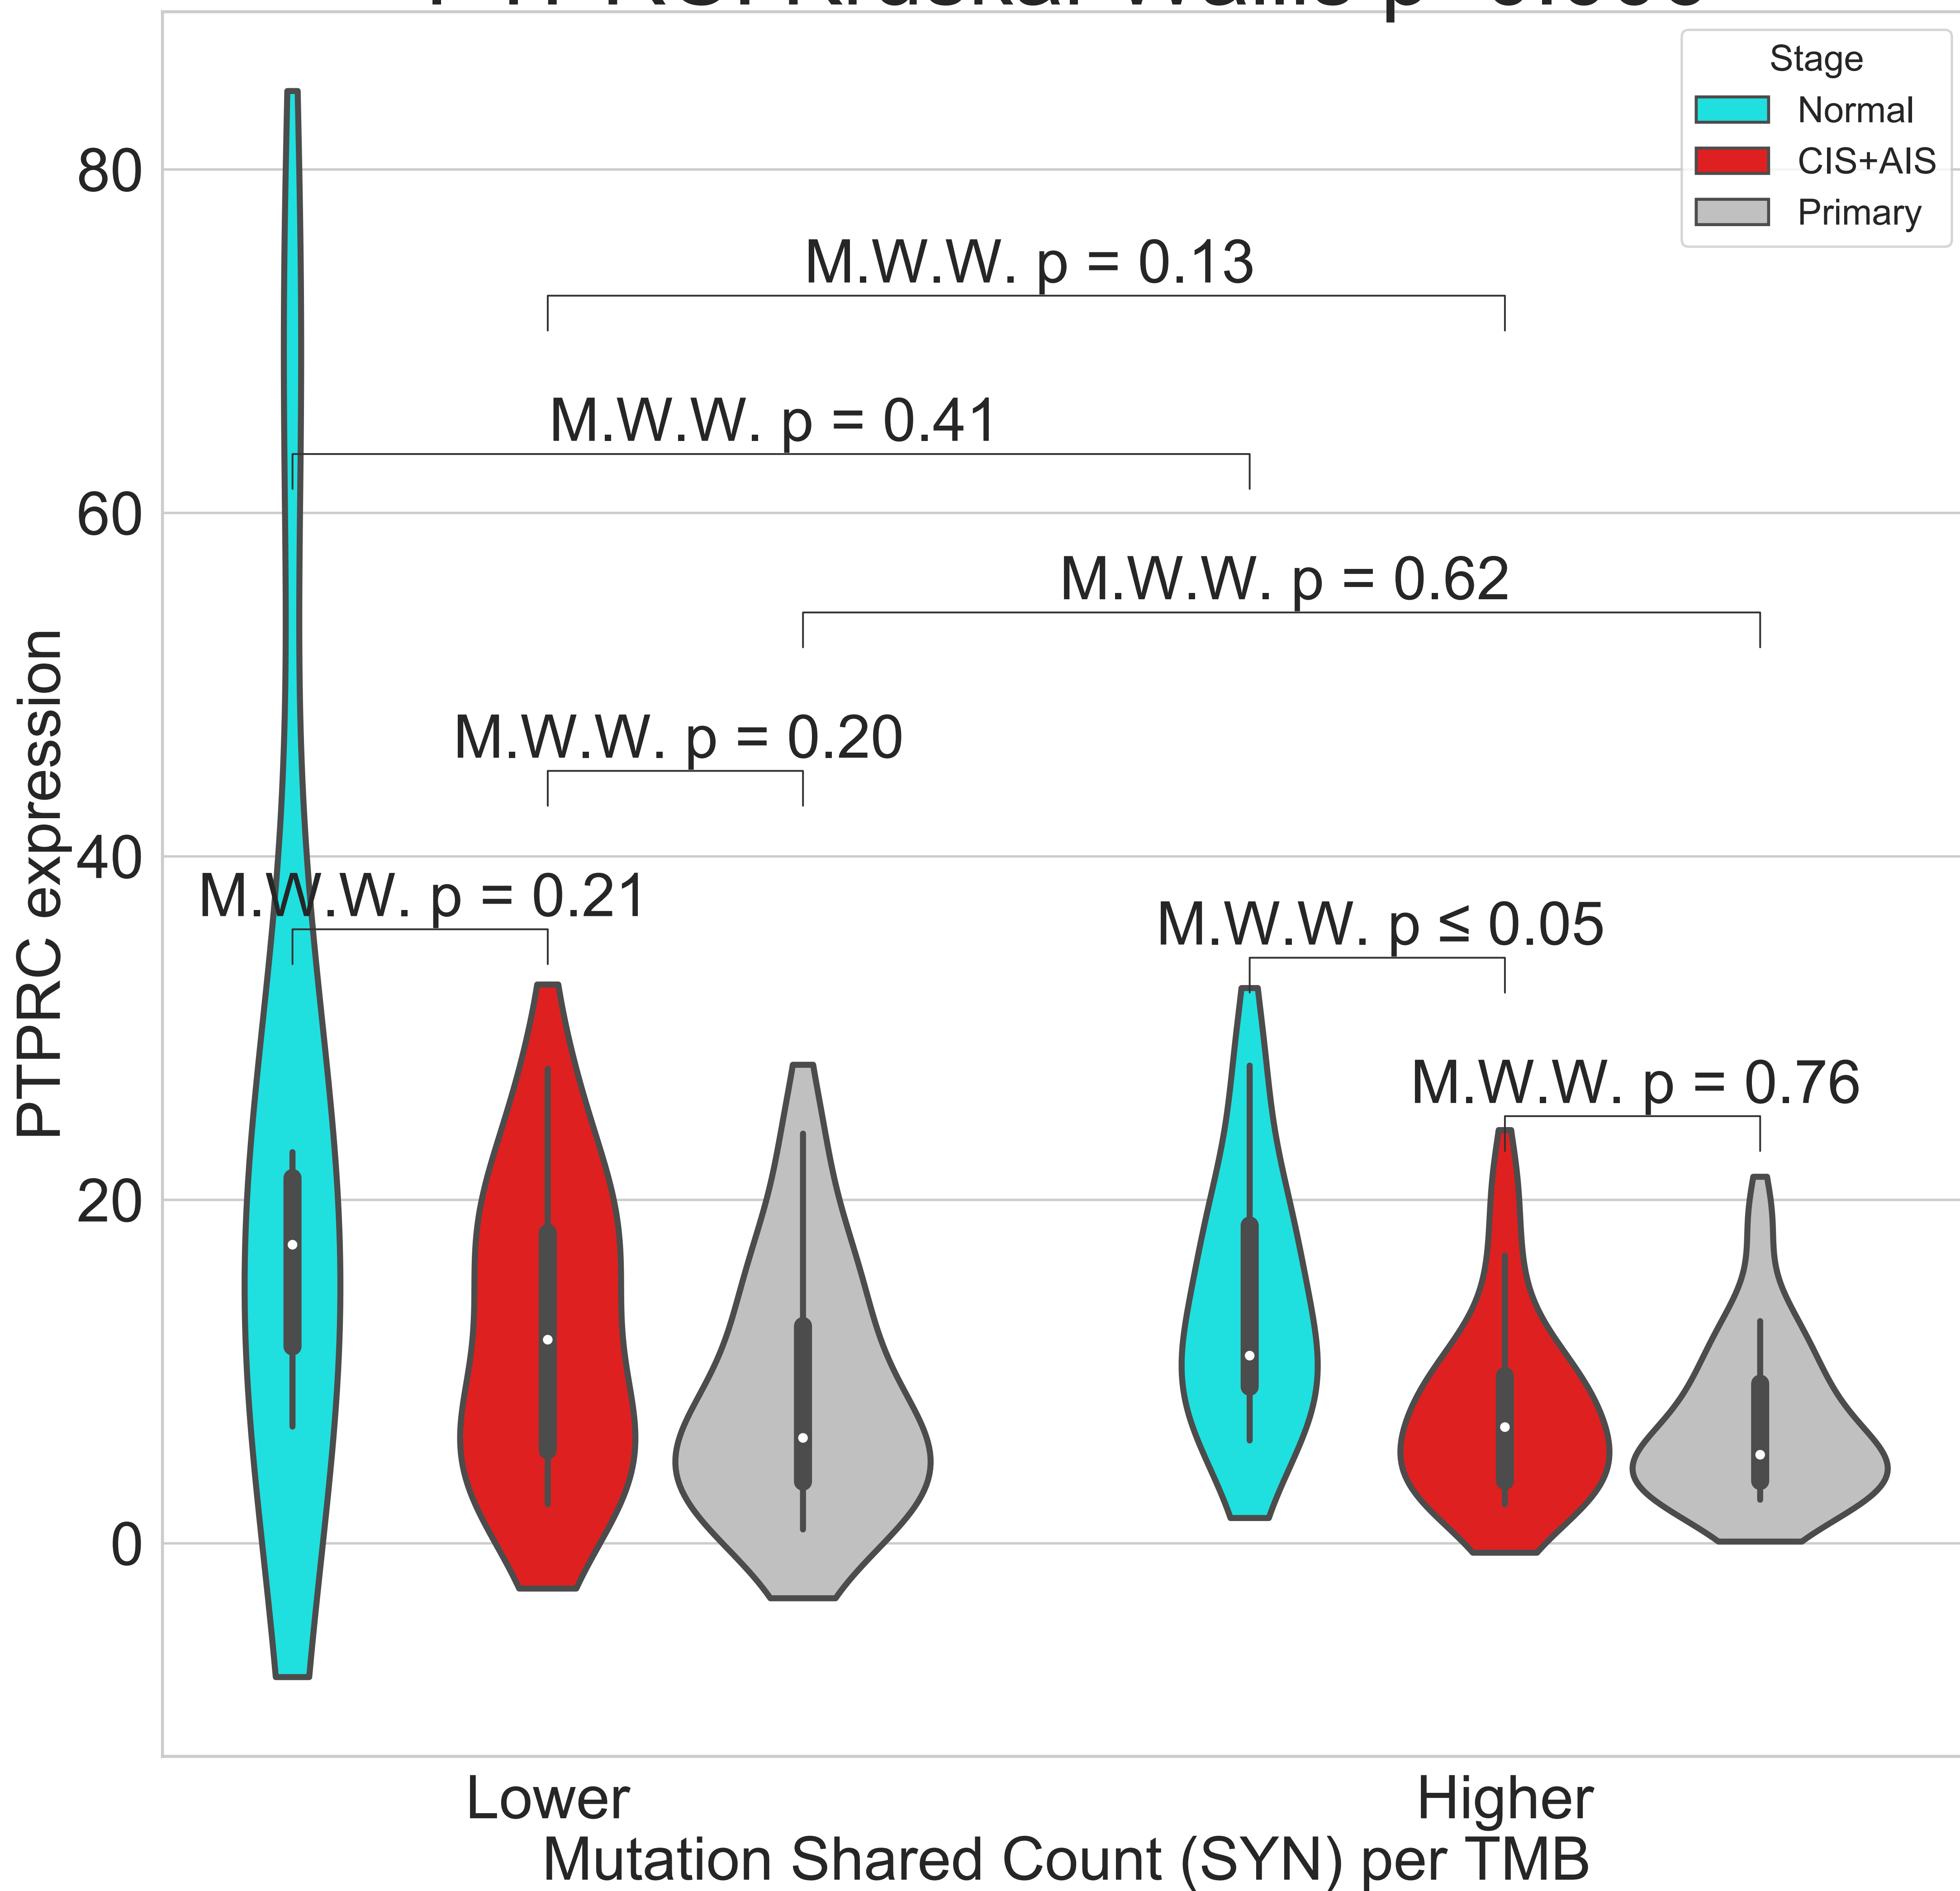 Stage
Normal
CIS+AIS
Primary
80
60
40
20
0
PTPRC expression
M.W.W. p = 0.13
M.W.W. p = 0.41
M.W.W. p = 0.62
M.W.W. p = 0.20
M.W.W. p = 0.21
M.W.W. p ≤ 0.05
M.W.W. p = 0.76
Lower
Higher
Mutation Shared Count (SYN) per TMB